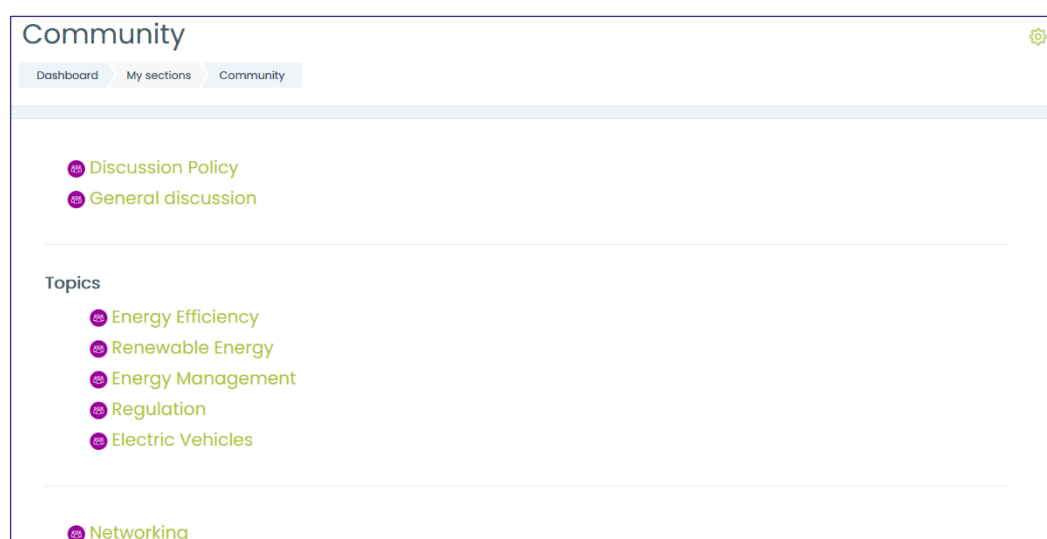 Community
Dashboard My sections Community
Discussion Policy
General discussion
Topics
Energy Efficiency
Renewable Energy
Energy Management
Regulation
Electric Vehicles
Networking